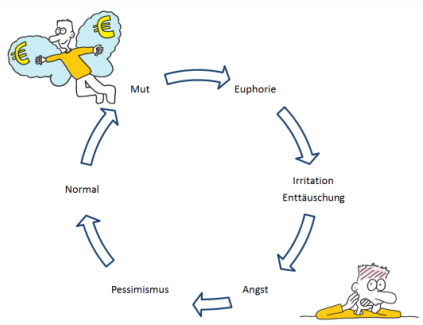 €
€
Mut
Euphorie
Irritation
Enttäuschung
Angst
Pessimismus
Normal